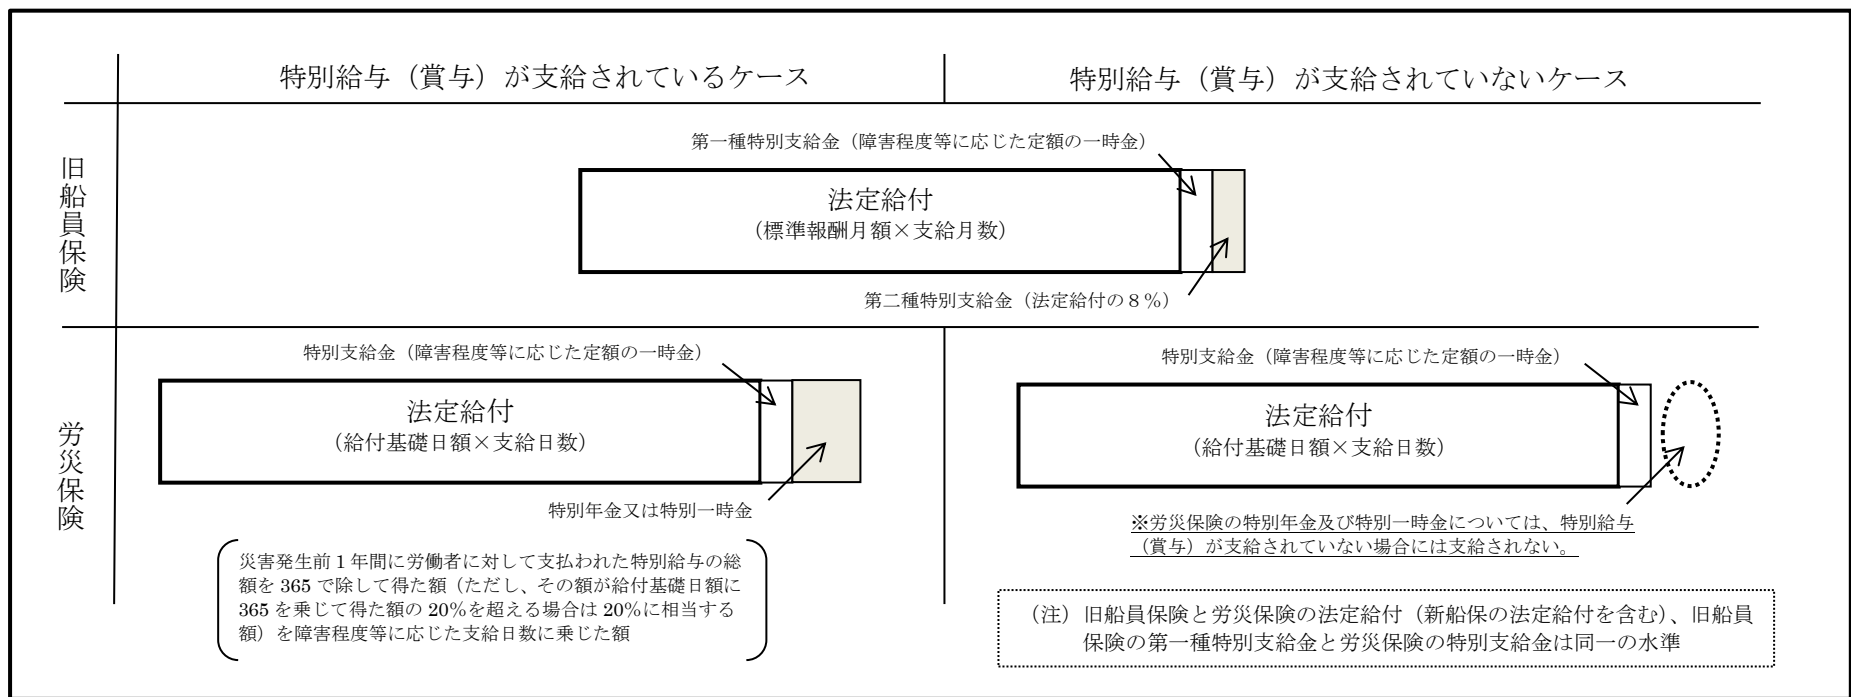 特別給与（賞与）が支給されているケース
特別給与（賞与）が支給されていないケース
旧船員保険
第一種特別支給金（障害程度等に応じた定額の一時金）
法定給付
（標準報酬月額×支給月数）
第二種特別支給金（法定給付の８％）
労災保険
特別支給金（障害程度等に応じた定額の一時金）
法定給付
（給付基礎日額×支給日数）
特別年金又は特別一時金
災害発生前１年間に労働者に対して支払われた特別給与の総
額を 365 で除して得た額（ただし、その額が給付基礎日額に
365 を乗じて得た額の 20％を超える場合は 20％に相当する
額）を障害程度等に応じた支給日数に乗じた額
特別支給金（障害程度等に応じた定額の一時金）
法定給付
（給付基礎日額×支給日数）
※労災保険の特別年金及び特別一時金については、特別給与
（賞与）が支給されていない場合には支給されない。
（注）旧船員保険と労災保険の法定給付（新船保の法定給付を含む）、旧船員
保険の第一種特別支給金と労災保険の特別支給金は同一の水準